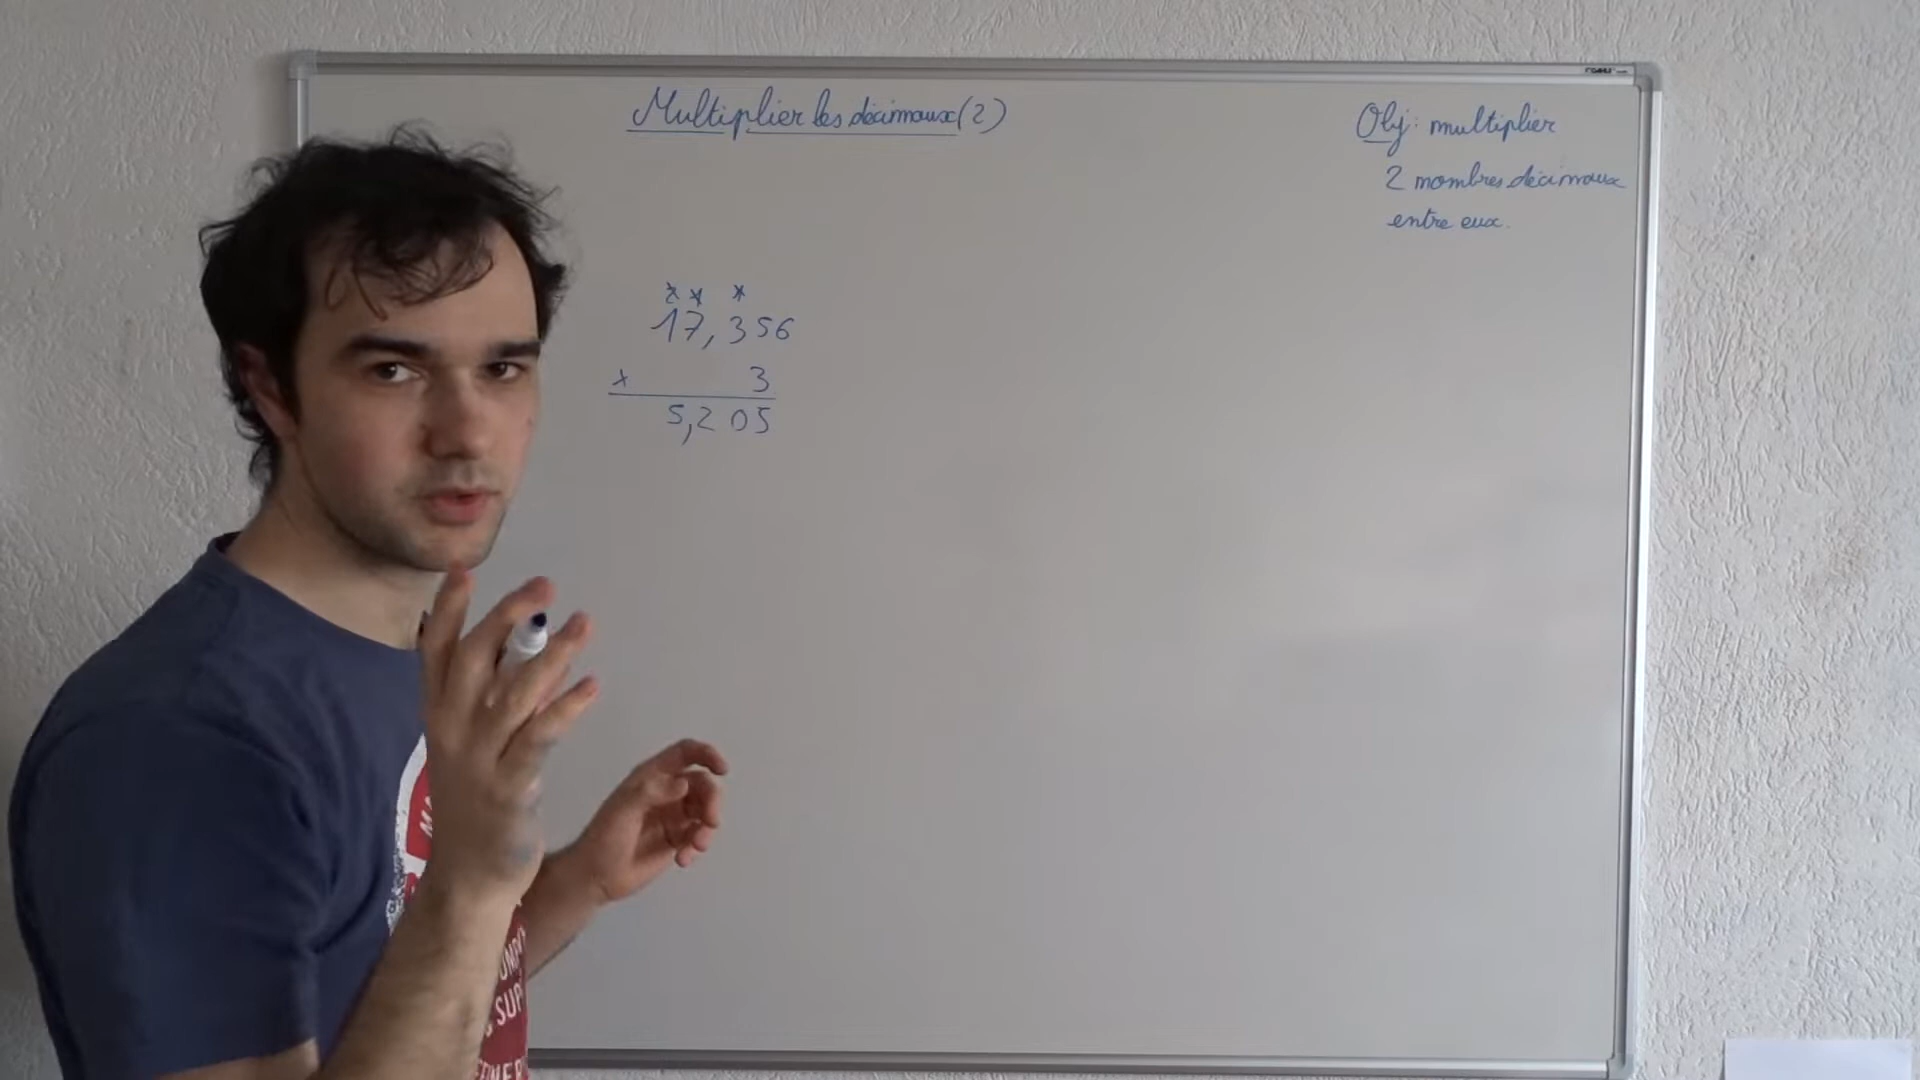 Multiplier les décimaux (2)
Obj: multiplier
2 nombres décimaux
entre eux.
17,356
x 3
5,205